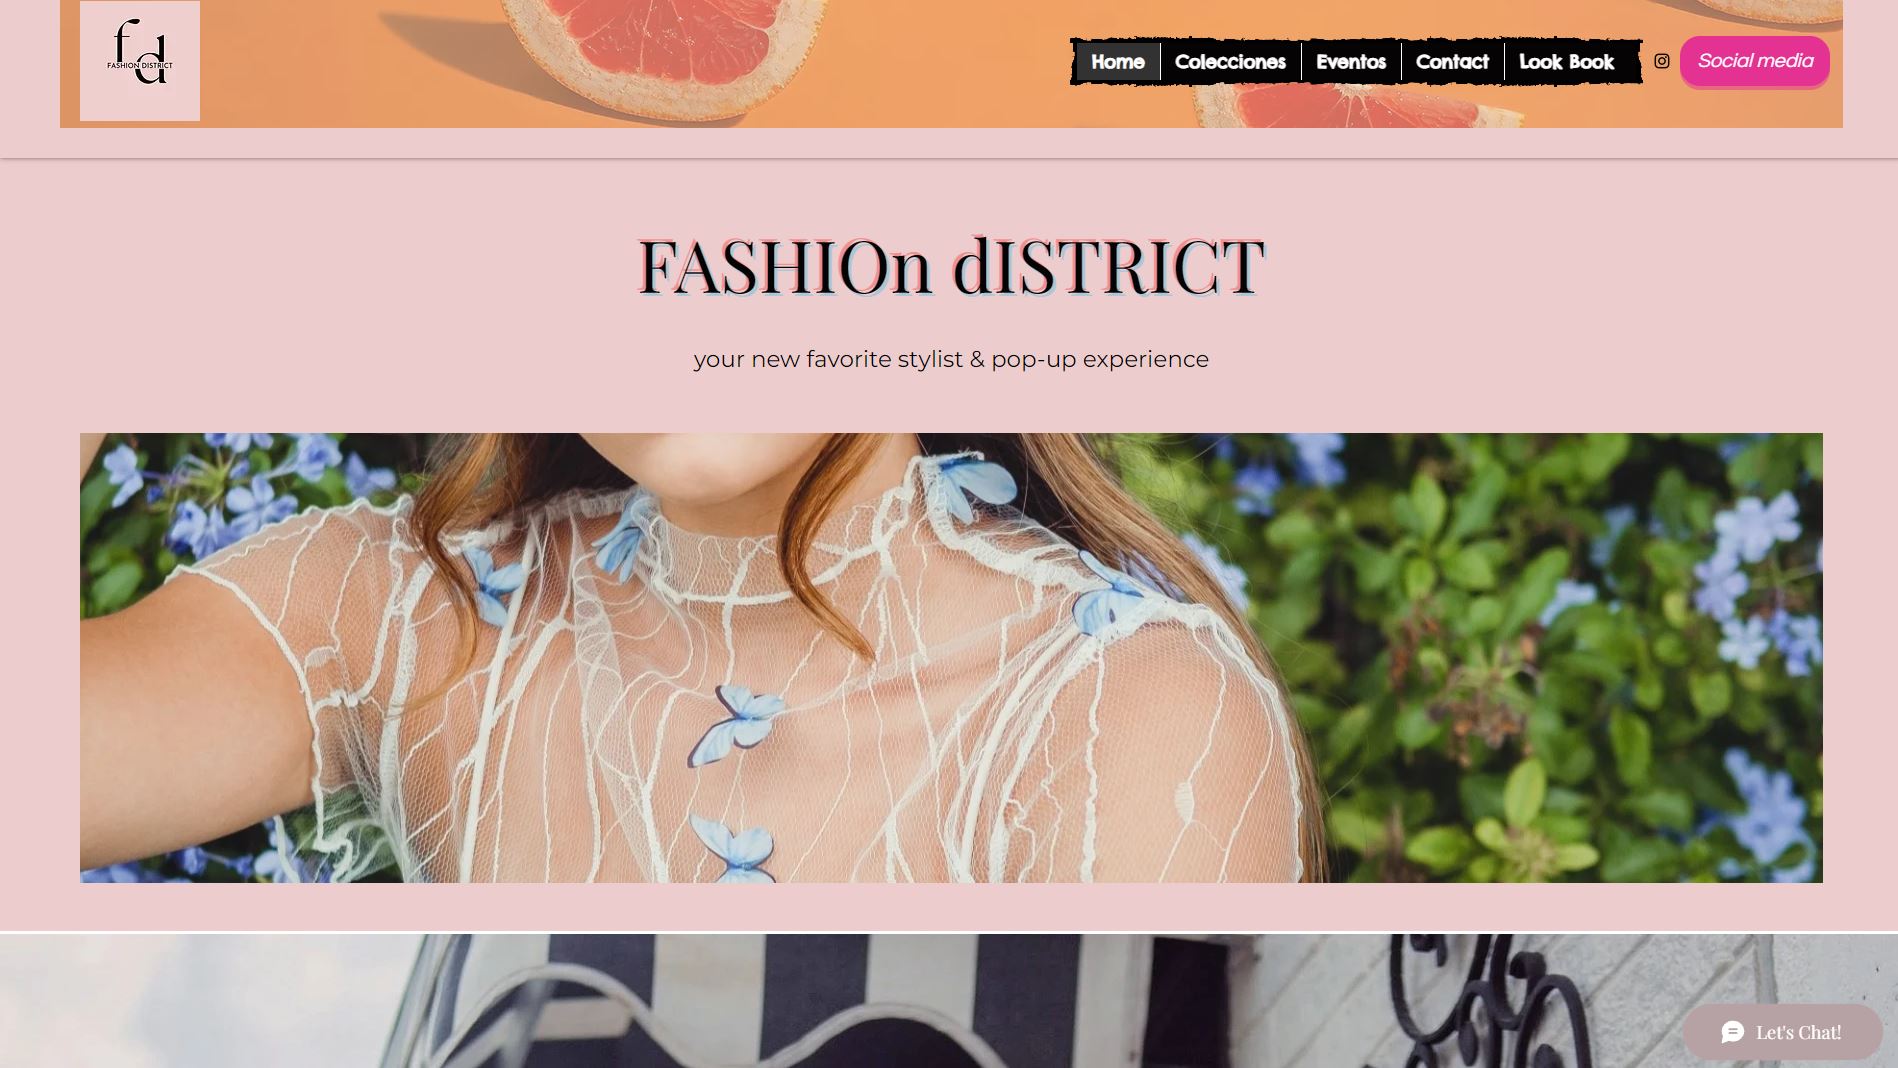 fd
FASHION DISTRICT
Home
Colecciones
Eventos
Contact
Look Book
Social media
FASHIOn dISTRICT
your new favorite stylist & pop-up experience
Let's Chat!